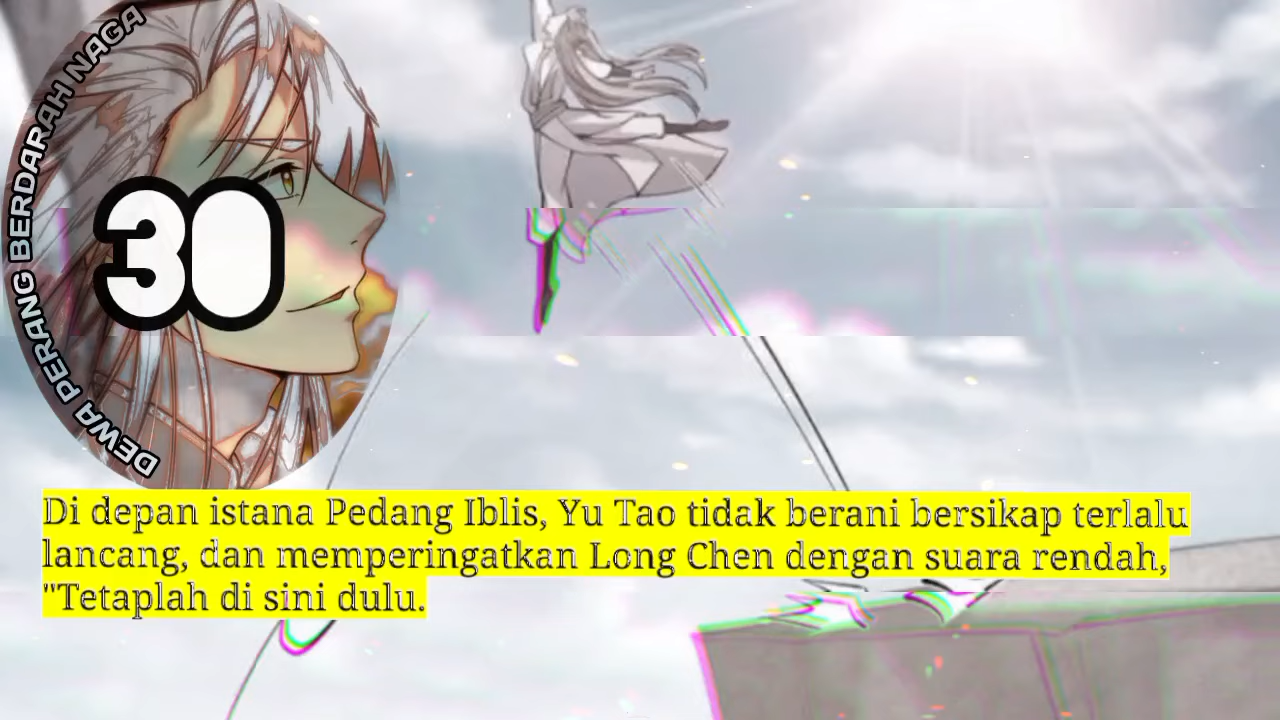 DEWA PERANG BERDARAH NAGA
30
Di depan istana Pedang Iblis, Yu Tao tidak berani bersikap terlalu
lancang, dan memperingatkan Long Chen dengan suara rendah,
"Tetaplah di sini dulu.